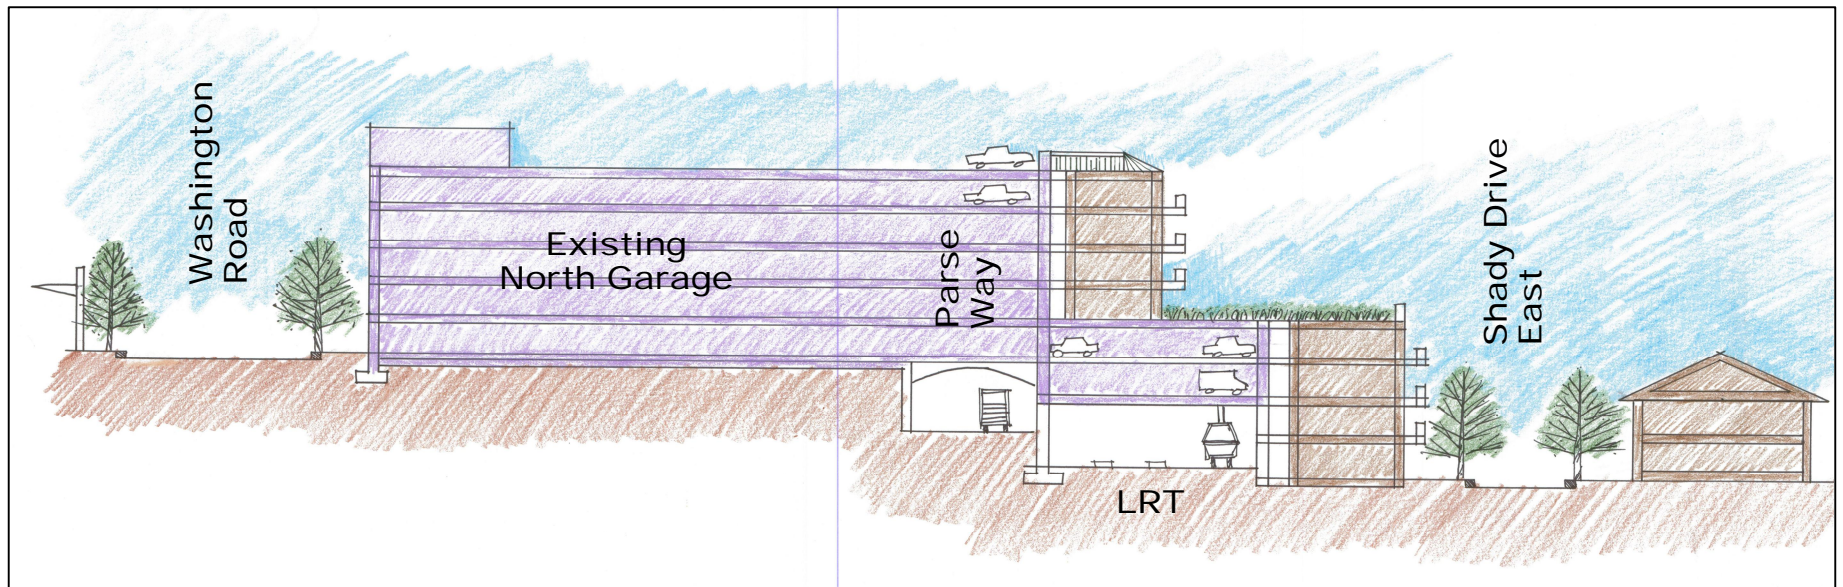 Washington
Road
Existing
North Garage
Parse
Way
LRT
Shady Drive
East